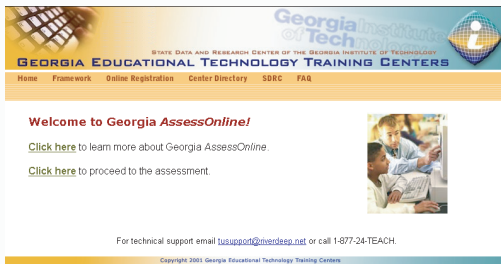 Georgia Institute
of Tech
STATE DATA AND RESEARCH CENTER OF THE GEORGIA INSTITUTE OF TECHNOLOGY
GEORGIA EDUCATIONAL TECHNOLOGY TRAINING CENTERS
Home Framework Online Registration Center Directory SDRC FAQ
Welcome to Georgia AssessOnline!
Click here to learn more about Georgia AssessOnline.
Click here to proceed to the assessment.
For technical support email tusupport@riverdeep.net or call 1-877-24-TEACH.
Copyright 2001 Georgia Educational Technology Training Centers